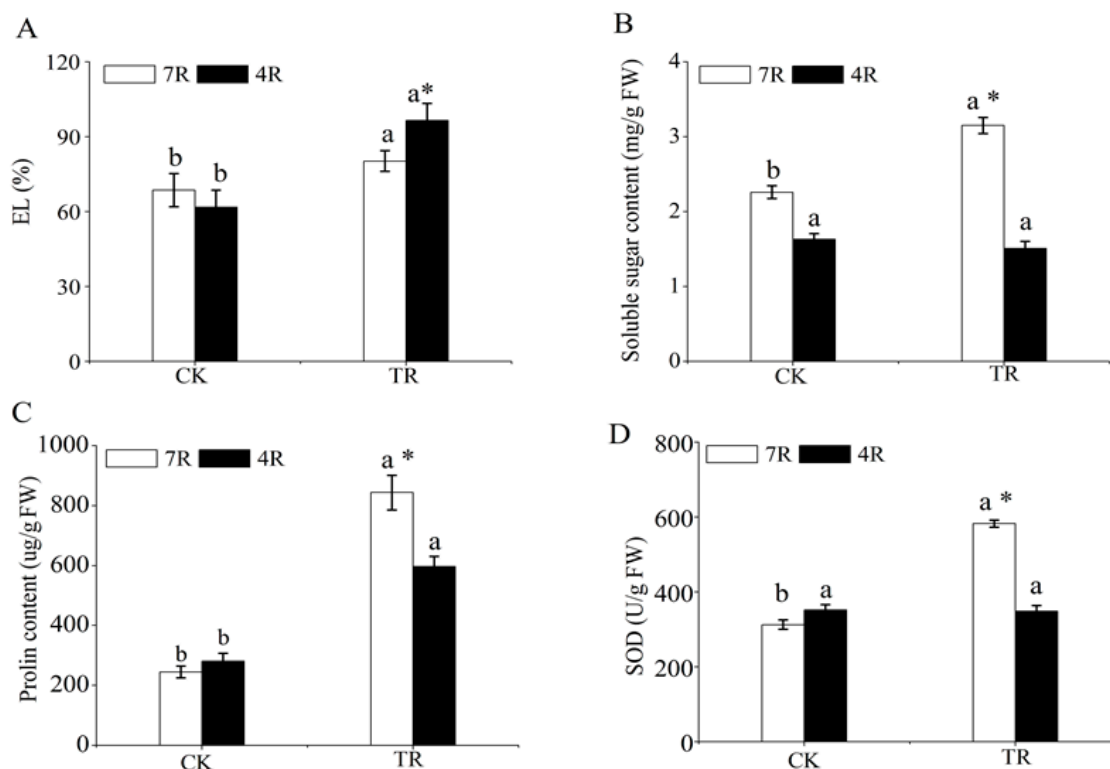 A
120
90
60
30
0
EL (%)
7R 4R
b b a a*
CK TR
B
4
3
2
1
0
Soluble sugar content (mg/g FW)
7R 4R
b a a * a
CK TR
C
1000
800
600
400
200
0
Prolin content (ug/g FW)
7R 4R
b b a * a
CK TR
D
800
600
400
200
0
SOD (U/g FW)
7R 4R
b a a * a
CK TR